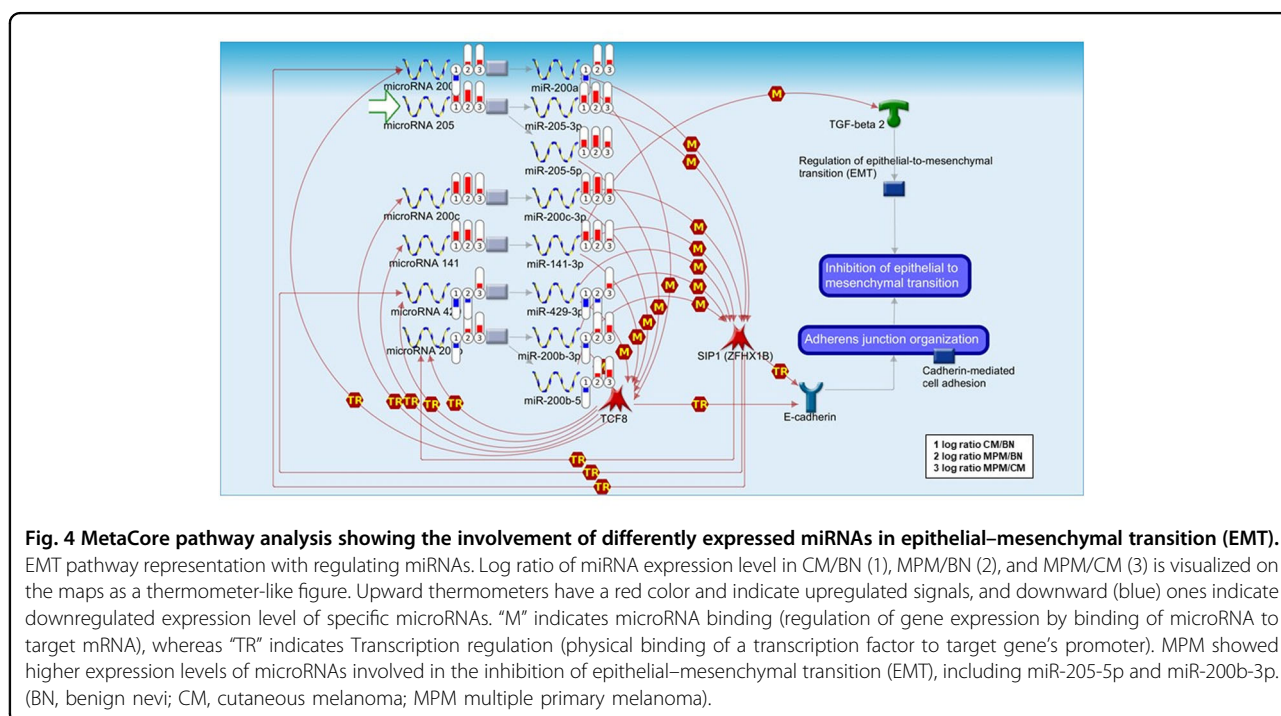 microRNA 200
miR-200a
microRNA 205
miR-205-3p
miR-205-5p
microRNA 200c
miR-200c-3p
microRNA 141
miR-141-3p
microRNA 42
miR-429-3p
microRNA 20
miR-200b-3p
miR-200b-5
1 2 3
M
TR
TCF8
SIP1 (ZFHX1B)
TGF-beta 2
Regulation of epithelial-to-mesenchymal
transition (EMT)
Inhibition of epithelial to
mesenchymal transition
Adherens junction organization
Cadherin-mediated
cell adhesion
E-cadherin
1 log ratio CM/BN
2 log ratio MPM/BN
3 log ratio MPM/CM
Fig. 4 MetaCore pathway analysis showing the involvement of differently expressed miRNAs in epithelial–mesenchymal transition (EMT).
EMT pathway representation with regulating miRNAs. Log ratio of miRNA expression level in CM/BN (1), MPM/BN (2), and MPM/CM (3) is visualized on
the maps as a thermometer-like figure. Upward thermometers have a red color and indicate upregulated signals, and downward (blue) ones indicate
downregulated expression level of specific microRNAs. “M” indicates microRNA binding (regulation of gene expression by binding of microRNA to
target mRNA), whereas “TR” indicates Transcription regulation (physical binding of a transcription factor to target gene’s promoter). MPM showed
higher expression levels of microRNAs involved in the inhibition of epithelial–mesenchymal transition (EMT), including miR-205-5p and miR-200b-3p.
(BN, benign nevi; CM, cutaneous melanoma; MPM multiple primary melanoma).